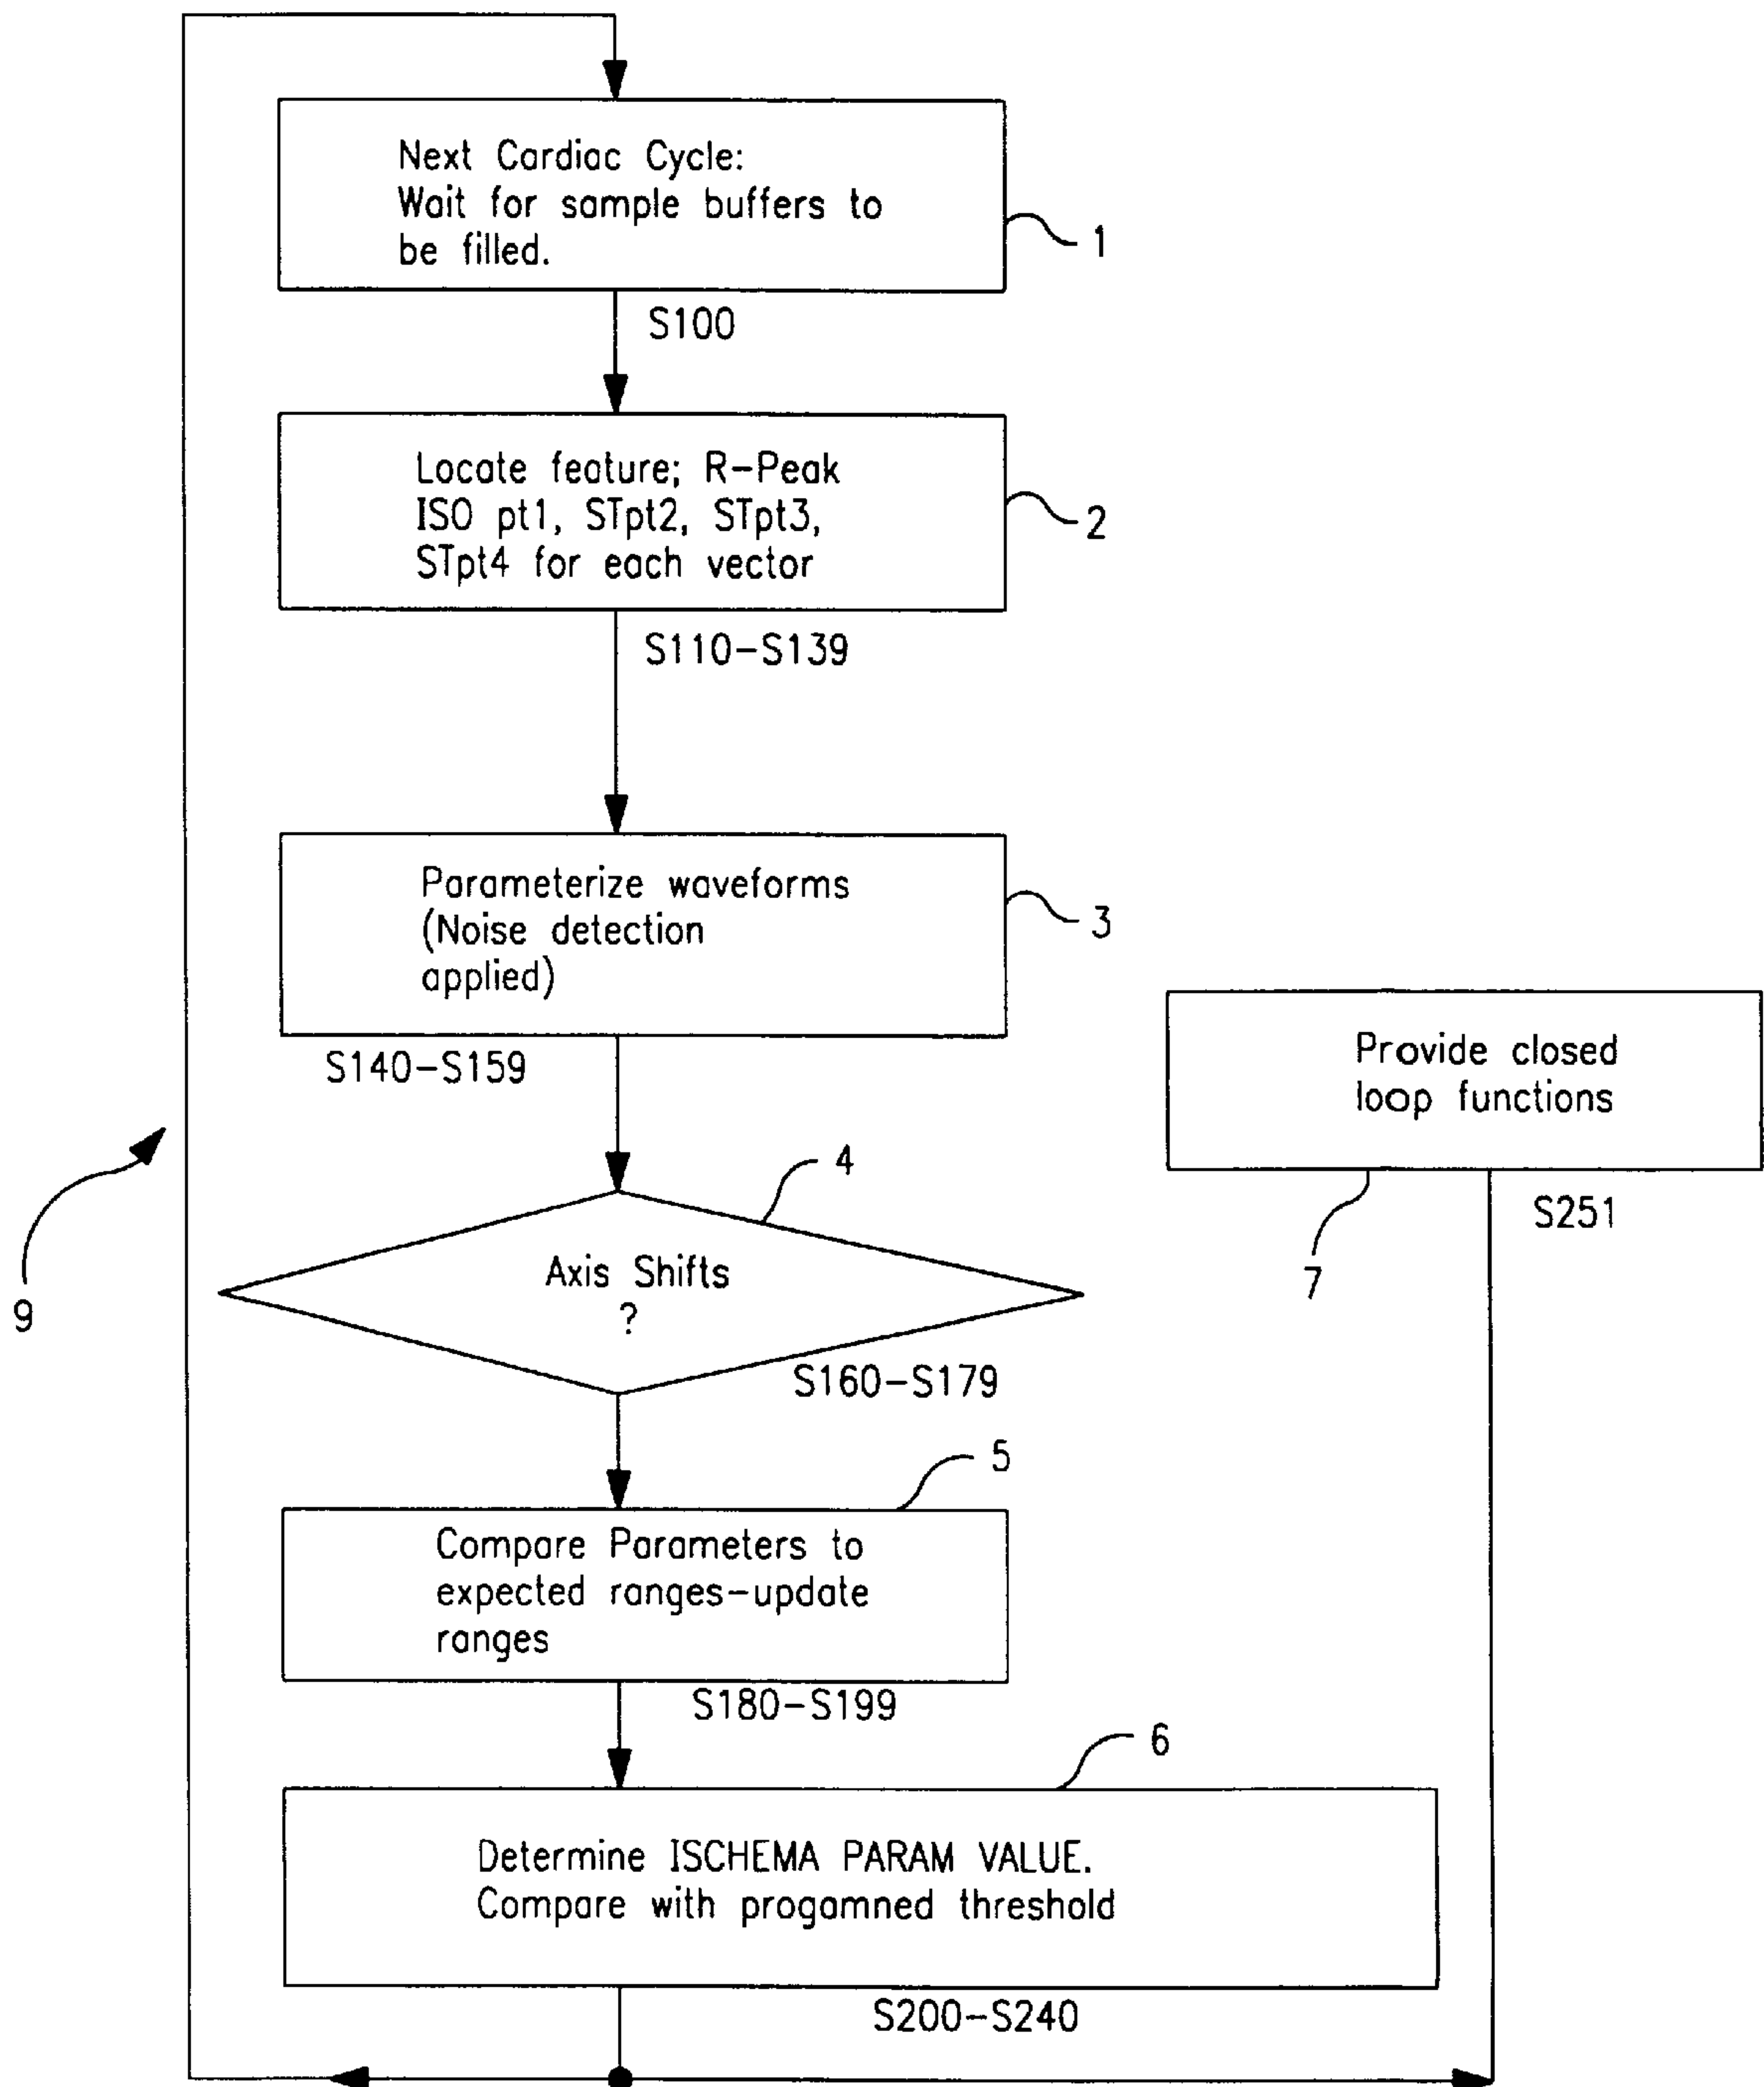 Next Cardiac Cycle:
Wait for sample buffers to
be filled.
1
S100
Locate feature; R-Peak
ISO pt1, STpt2, STpt3,
STpt4 for each vector
2
S110-S139
Parameterize waveforms
(Noise detection
applied)
3
S140-S159
Provide closed
loop functions
7
S251
4
Axis Shifts
?
S160-S179
9
5
Compare Parameters to
expected ranges-update
ranges
S180-S199
6
Determine ISCHEMA PARAM VALUE.
Compare with progamned threshold
S200-S240